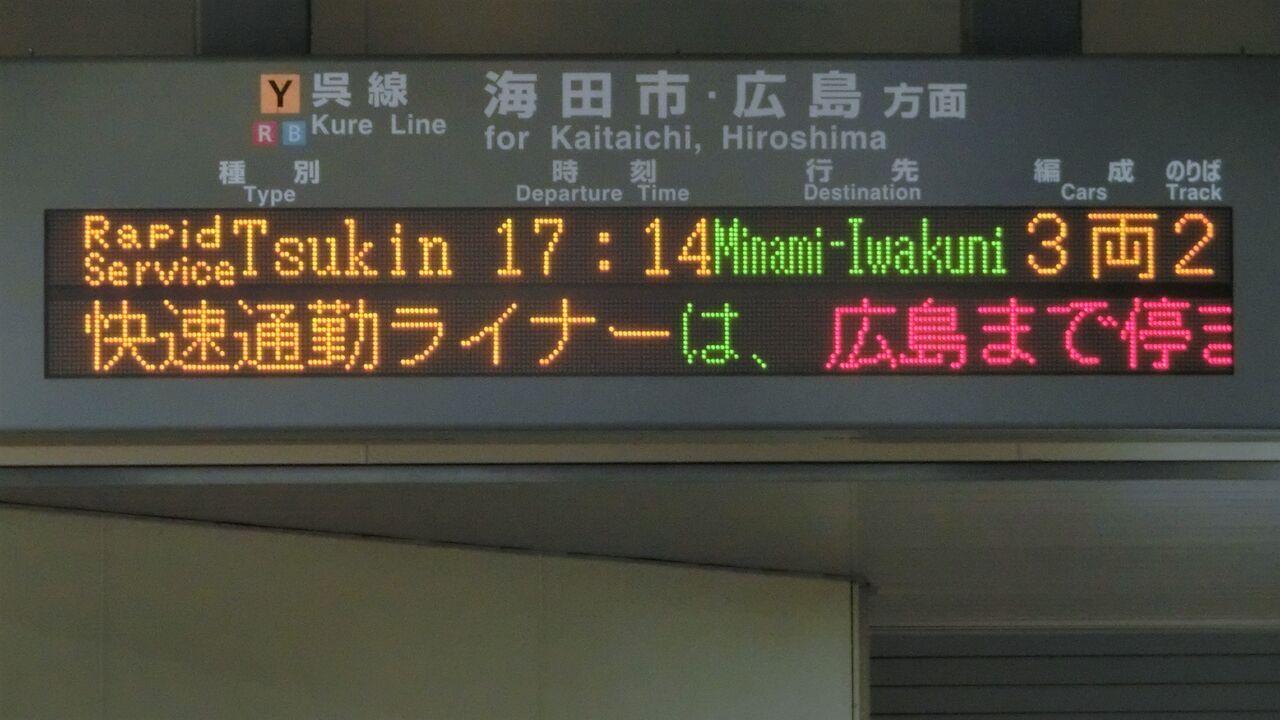 Y 呉線 海田市・広島 方面
R B Kure Line for Kaitaichi, Hiroshima
種別 時刻 行先 編成 のりば
Type Departure Time Destination Cars Track
Rapid Service Tsukin 17:14 Minami-Iwakuni 3両 2
快速通勤ライナーは、 広島まで停ま